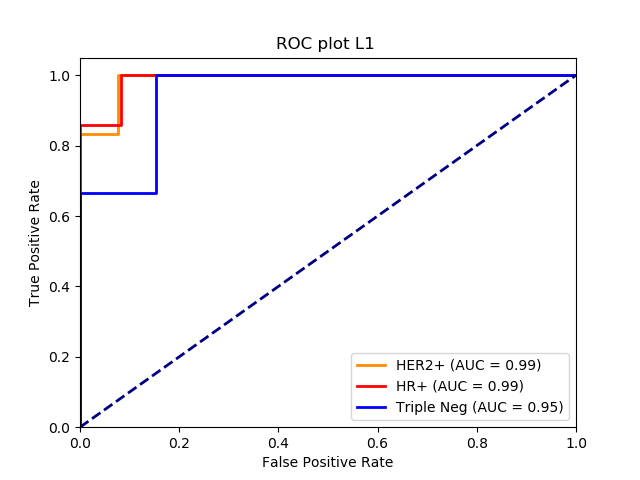 ROC plot L1
True Positive Rate
1.0
0.8
0.6
0.4
0.2
0.0
0.0 0.2 0.4 0.6 0.8 1.0
False Positive Rate
HER2+ (AUC = 0.99)
HR+ (AUC = 0.99)
Triple Neg (AUC = 0.95)